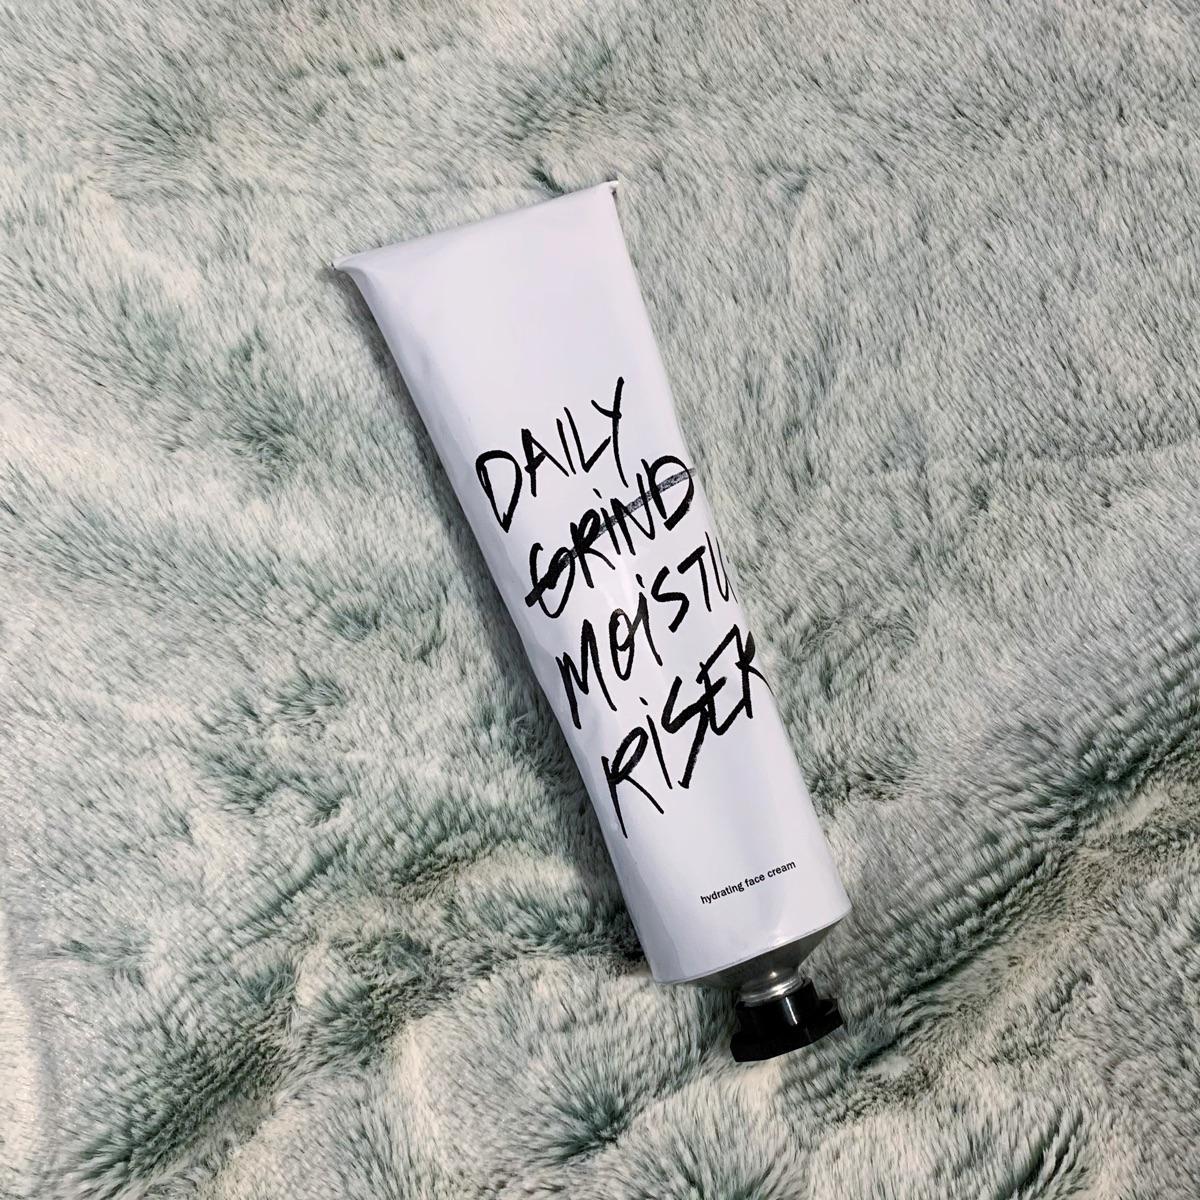 DAILY
GRIND
MOISTU
RISER
hydrating face cream